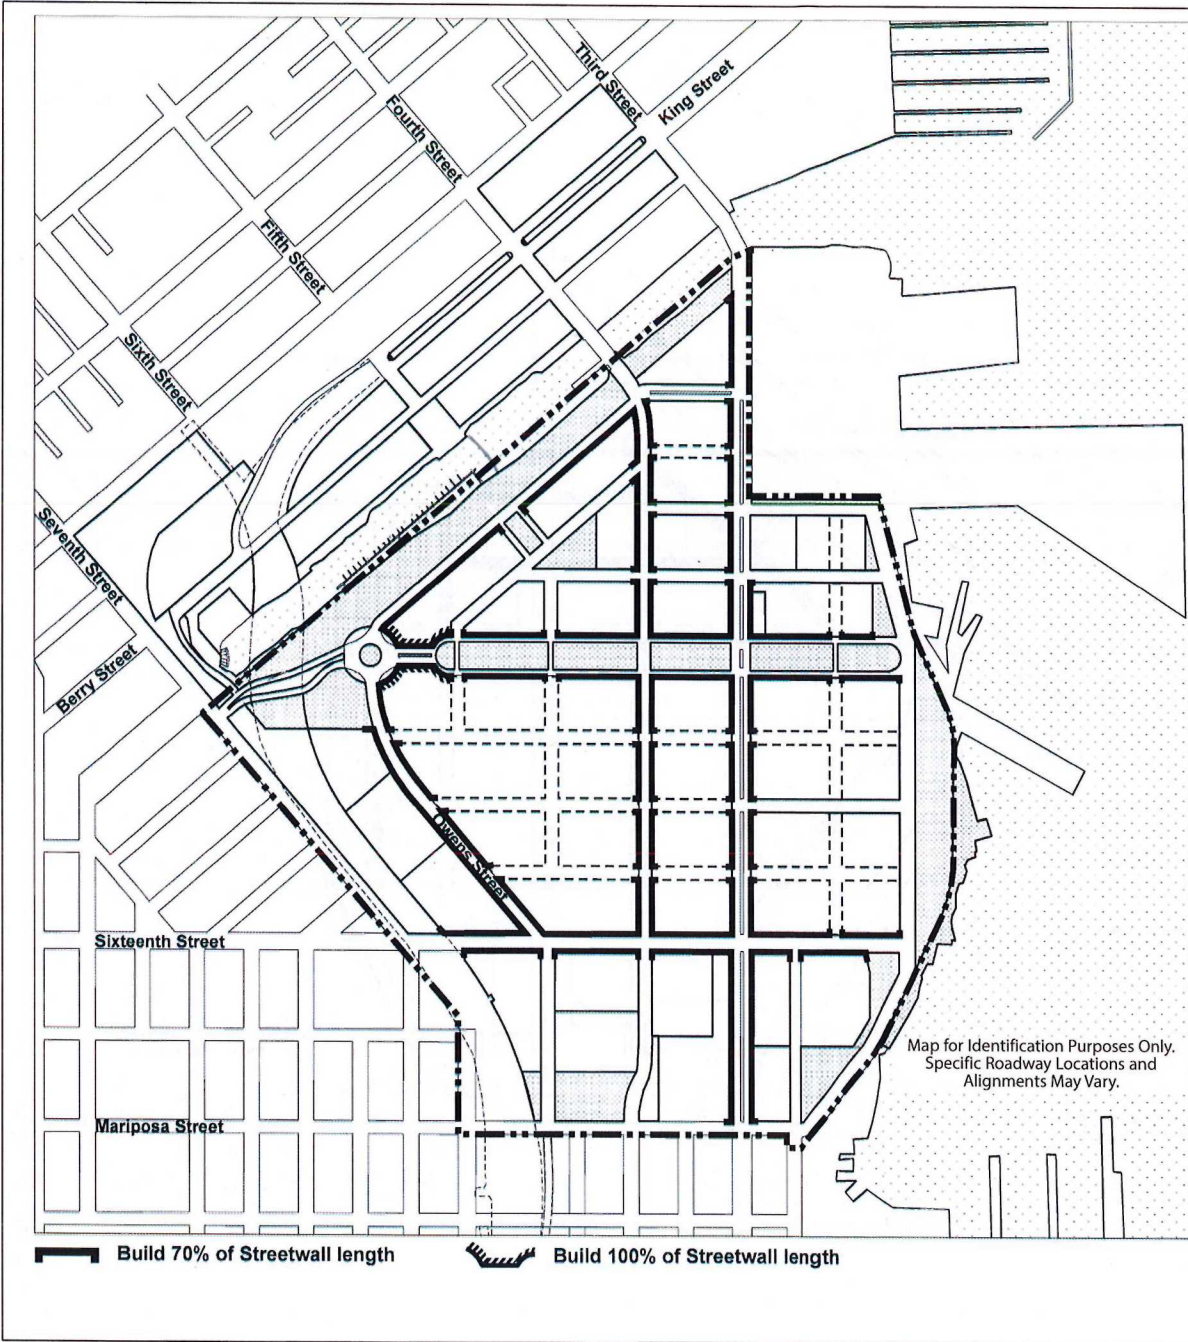 Third Street
King Street
Fourth Street
Fifth Street
Sixth Street
Seventh Street
Berry Street
Owens Street
Sixteenth Street
Map for Identification Purposes Only.
Specific Roadway Locations and
Alignments May Vary.
Mariposa Street
Build 70% of Streetwall length
Build 100% of Streetwall length